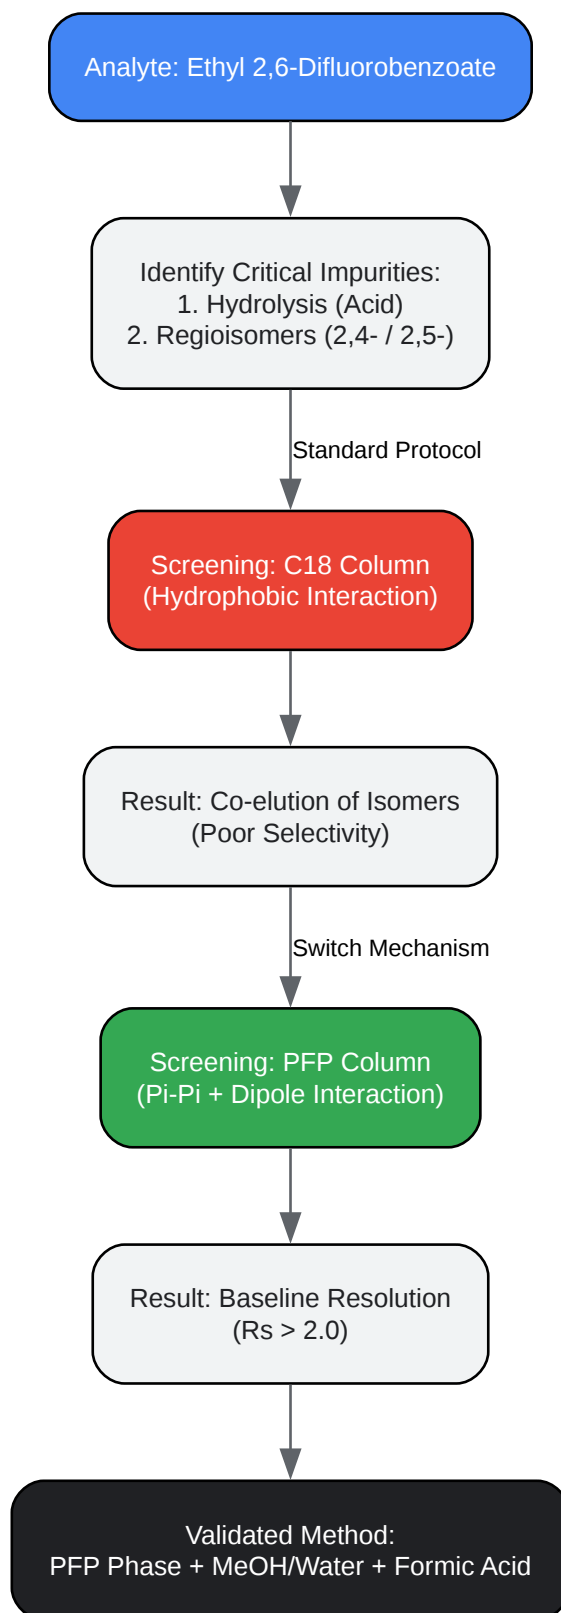 Analyte: Ethyl 2,6-Difluorobenzoate
Identify Critical Impurities:
1. Hydrolysis (Acid)
2. Regioisomers (2,4- / 2,5-)
Standard Protocol
Screening: C18 Column
(Hydrophobic Interaction)
Result: Co-elution of Isomers
(Poor Selectivity)
Switch Mechanism
Screening: PFP Column
(Pi-Pi + Dipole Interaction)
Result: Baseline Resolution
(Rs > 2.0)
Validated Method:
PFP Phase + MeOH/Water + Formic Acid